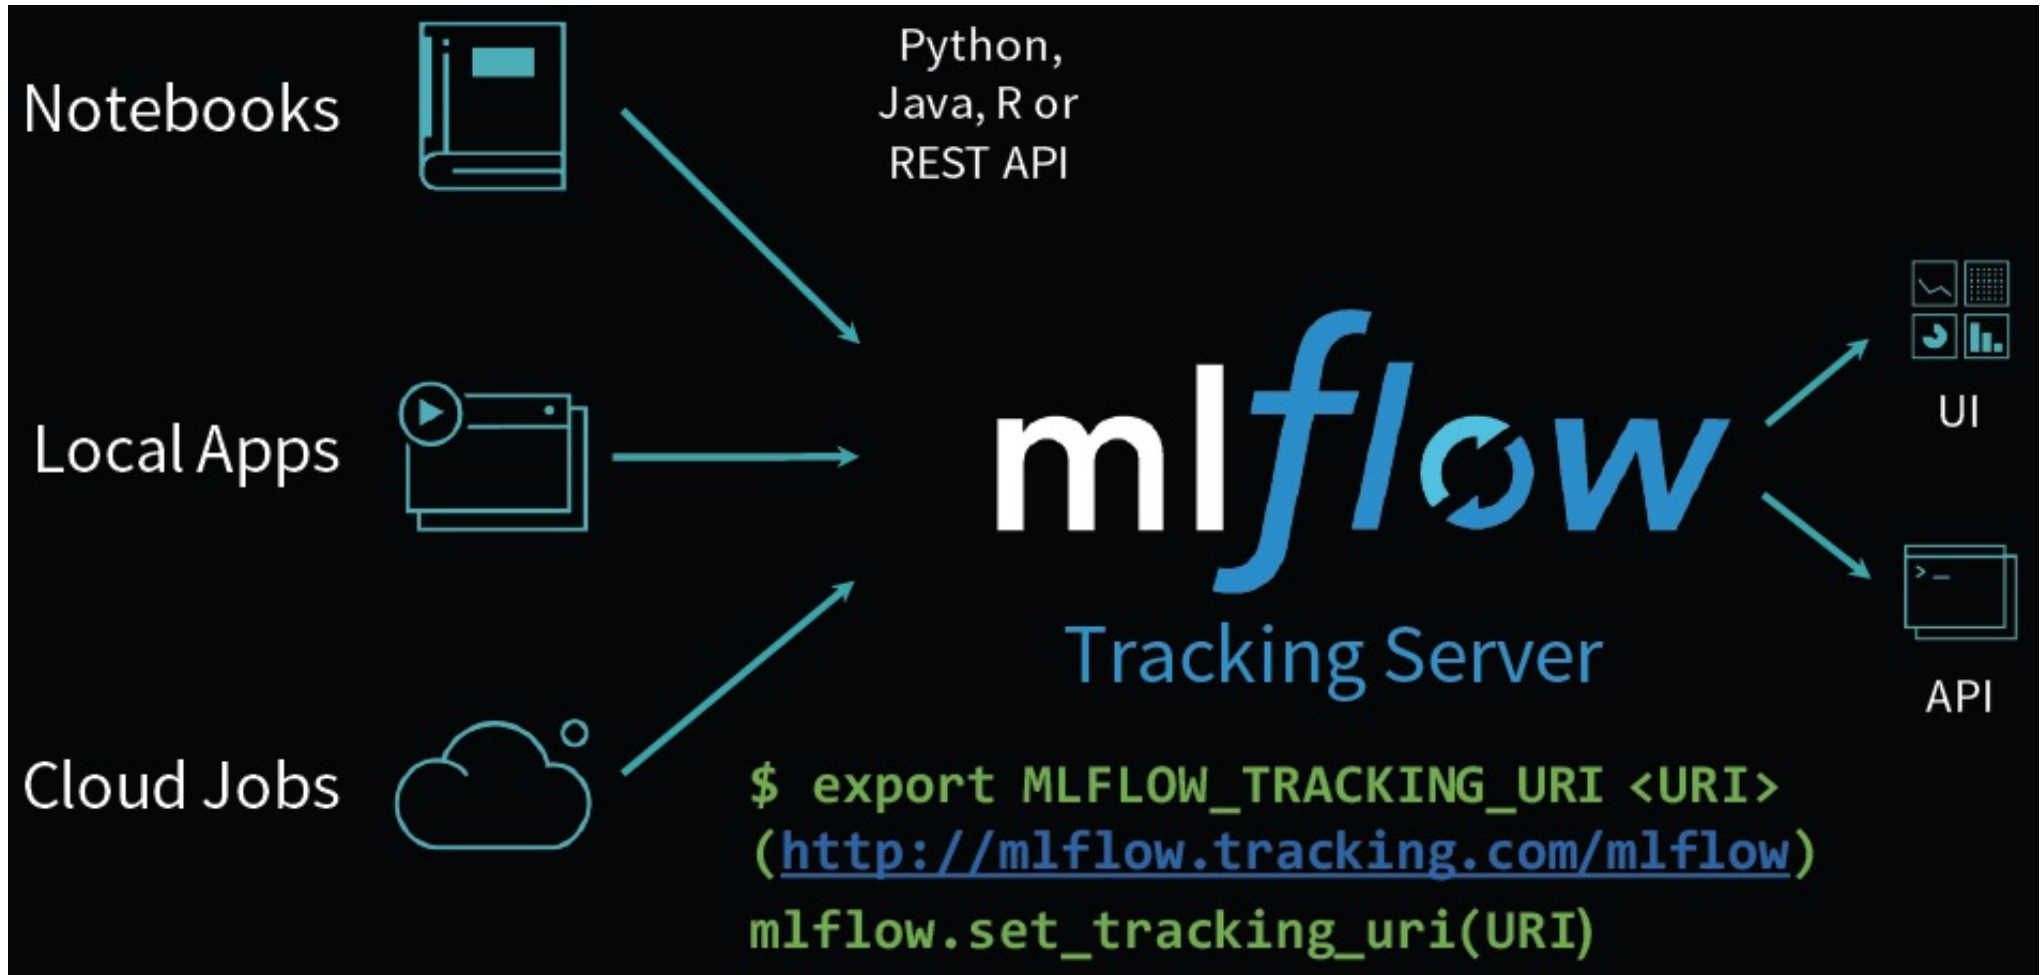 Notebooks
Python,
Java, R or
REST API
Local Apps
mlflow
Tracking Server
UI
API
Cloud Jobs
>_
$ export MLFLOW_TRACKING_URI <URI>
(http://mlflow.tracking.com/mlflow)
mlflow.set_tracking_uri(URI)